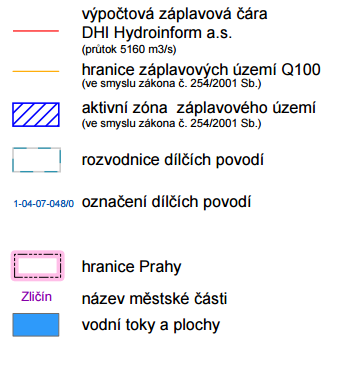 výpočtová záplavová čára
DHI Hydroinform a.s.
(průtok 5160 m3/s)
hranice záplavových území Q100
(ve smyslu zákona č. 254/2001 Sb.)
aktivní zóna záplavového území
(ve smyslu zákona č. 254/2001 Sb.)
rozvodnice dílčích povodí
1-04-07-048/0 označení dílčích povodí
hranice Prahy
Zličín název městské části
vodní toky a plochy